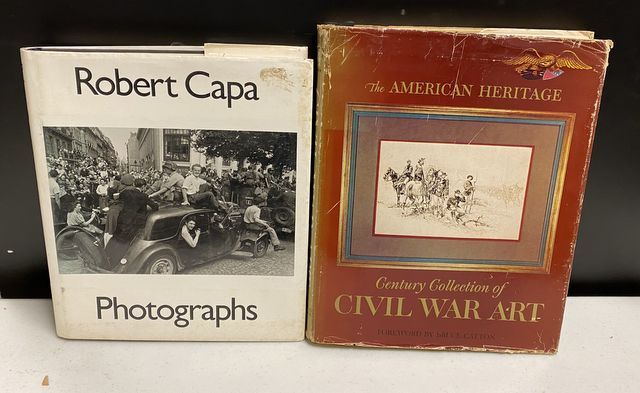 Robert Capa
Photographs
The AMERICAN HERITAGE
Century Collection of
CIVIL WAR ART
FOREWORD BY BRUCE CATTON